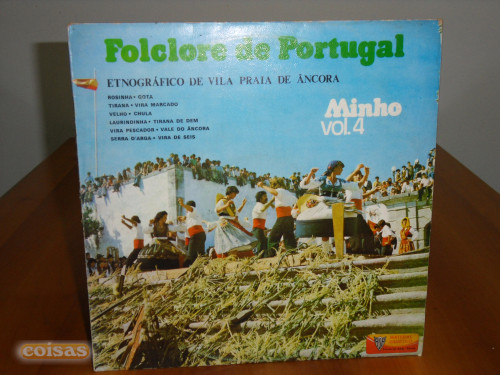 Folclore de Portugal
ETNOGRÁFICO DE VILA PRAIA DE ÂNCORA
ROSINHA • GOTA
TIRANA • VIRA MARCADO
VELHO • CHULA
LAURINDINHA • TIRANA DE DEM
VIRA PESCADOR • VALE DO ÂNCORA
SERRA D'ARGA • VIRA DE SEIS
Minho
VOL. 4
coisas